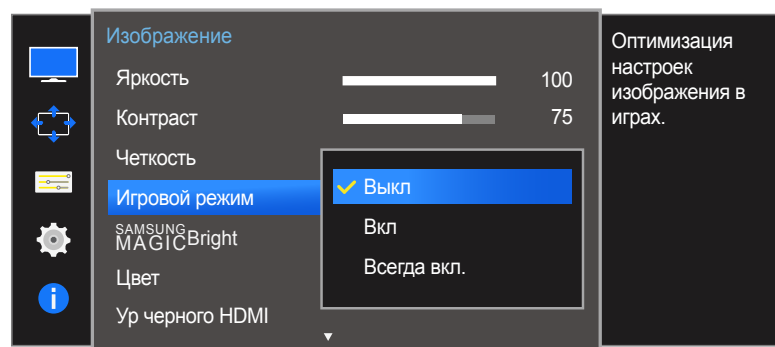 Изображение
Яркость 100
Контраст 75
Четкость
Игровой режим
SAMSUNG
MAGICBright
Цвет
Ур черного HDMI
Выкл
Вкл
Всегда вкл.
Оптимизация
настроек
изображения в
играх.
i